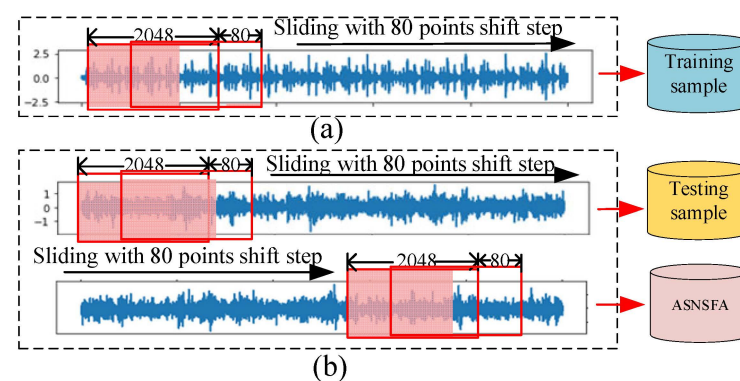 2048
80
Sliding with 80 points shift step
2.5
0.0
-2.5
Training
sample
(a)
2048
80
Sliding with 80 points shift step
1
0
-1
Testing
sample
Sliding with 80 points shift step
2048
80
ASNSFA
(b)